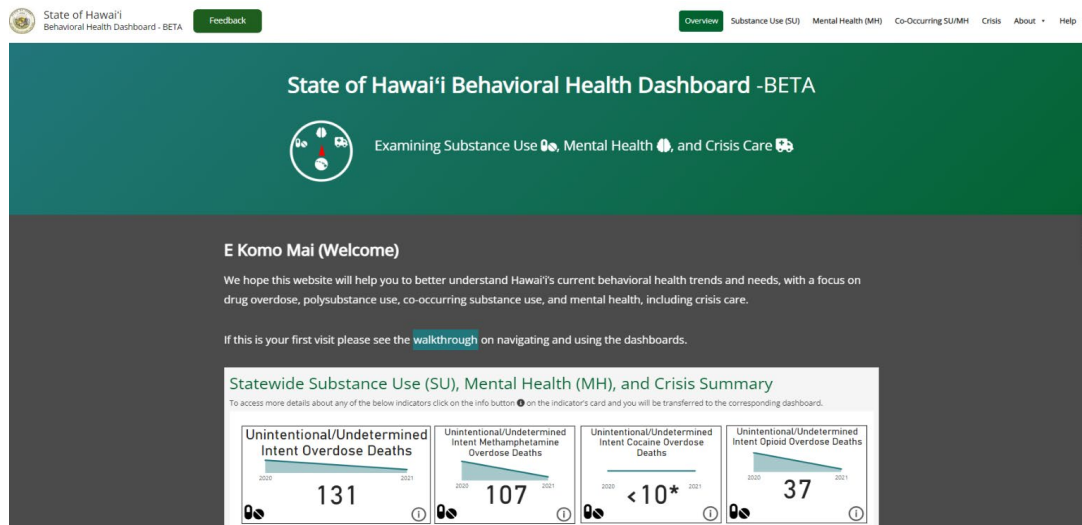 State of Hawai'i
Behavioral Health Dashboard - BETA
Feedback
Overview
Substance Use (SU)
Mental Health (MH)
Co-Occurring SU/MH
Crisis
About
Help
State of Hawaiʻi Behavioral Health Dashboard -BETA
Examining Substance Use, Mental Health, and Crisis Care
E Komo Mai (Welcome)
We hope this website will help you to better understand Hawai'i's current behavioral health trends and needs, with a focus on
drug overdose, polysubstance use, co-occurring substance use, and mental health, including crisis care.
If this is your first visit please see the walkthrough on navigating and using the dashboards.
Statewide Substance Use (SU), Mental Health (MH), and Crisis Summary
To access more details about any of the below indicators click on the info button on the indicator's card and you will be transferred to the corresponding dashboard.
Unintentional/Undetermined
Intent Overdose Deaths
2020
2021
131
Unintentional/Undetermined
Intent Methamphetamine
Overdose Deaths
2020
2021
107
Unintentional/Undetermined
Intent Cocaine Overdose
Deaths
2020
2021
<10*
Unintentional/Undetermined
Intent Opioid Overdose Deaths
2020
2021
37